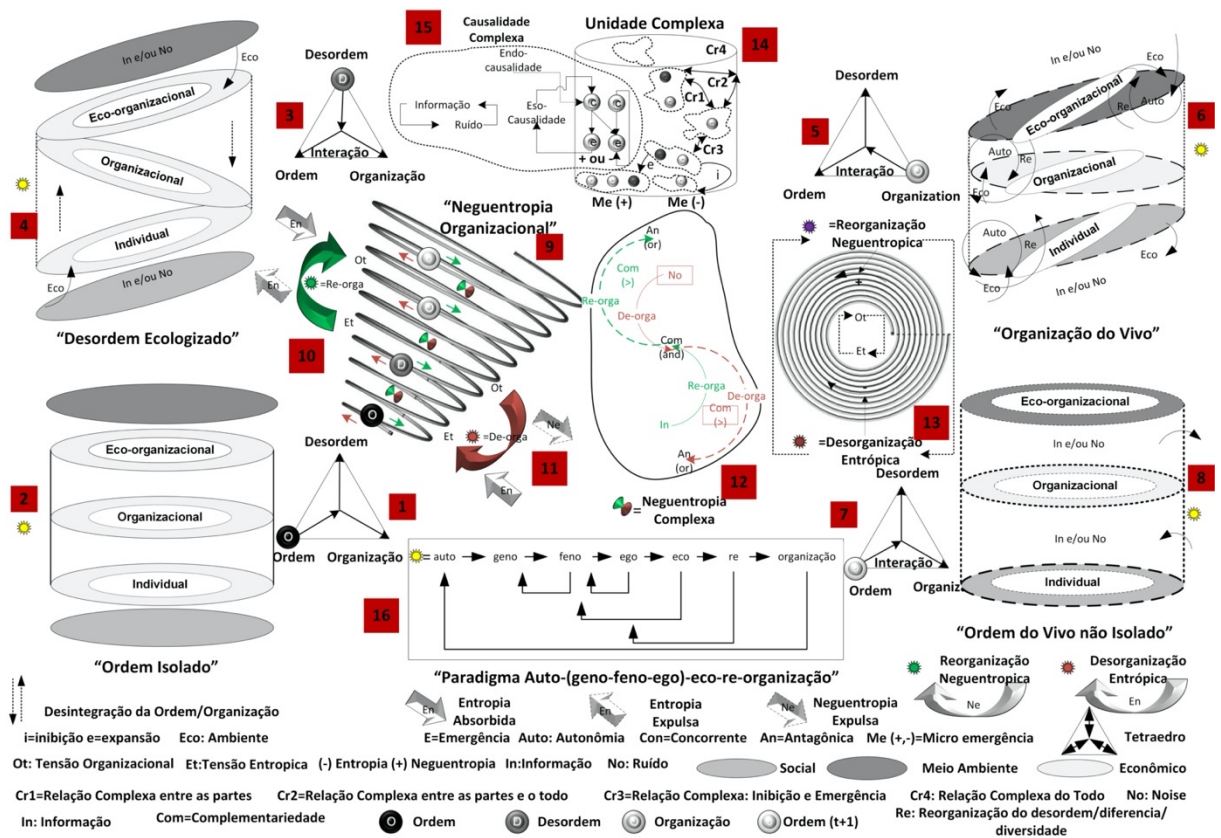 15
Causalidade
Complexa
Unidade Complexa
14
In e/ou No
Eco
Desordem
D
3
Interação
Ordem
Organização
Endo-
causalidade
Informação
Ruído
Eso-
Causalidade
c
c
e
e
+ ou -
Cr4
Cr2
Cr1
Cr3
e
i
Me (+)
Me (-)
Desordem
5
Interação
Ordem
Organization
In e/ou No
Eco
Re
Auto
6
Eco-organizacional
Auto
Re
Organizacional
Eco
Auto
Re
Individual
Eco
In e/ou No
"Organização do Vivo"
Eco-organizacional
Organizacional
4
Individual
Eco
In e/ou No
"Desordem Ecologizado"
"Neguentropia
Organizacional"
9
En
En
=Re-orga
10
Ot
Et
O
O
D
O
Ot
Et
=De-orga
Ne
En
11
An
(or)
Com
(>)
No
Re-orga
De-orga
Com
(and)
Re-orga
De-orga
Com
(>)
In
An
(or)
12
=Neguentropia
Complexa
=Reorganização
Neguentropica
+
Ot
Et
-
=Desorganização
Entrópica
13
Eco-organizacional
2
Organizacional
Individual
"Ordem Isolado"
Desordem
1
O
Ordem
Organização
Desordem
7
Interação
Ordem
Organiz
Eco-organizacional
In e/ou No
Organizacional
8
In e/ou No
Individual
"Ordem do Vivo não Isolado"
16
= auto geno feno ego eco re organização
"Paradigma Auto-(geno-feno-ego)-eco-re-organização"
Desintegração da Ordem/Organização
En
Entropia
Absorbida
En
Entropia
Expulsa
Ne
Neguentropia
Expulsa
Reorganização
Neguentropica
Ne
Desorganização
Entrópica
En
i=inibição e=expansão Eco: Ambiente E=Emergência Auto: Autonômia Con=Concorrente An=Antagônica Me (+,-)=Micro emergência
Tetraedro
Ot: Tensão Organizacional Et:Tensão Entropica (-) Entropia (+) Neguentropia In:Informação No: Ruído
Social
Meio Ambiente
Econômico
Cr1=Relação Complexa entre as partes Cr2=Relação Complexa entre as partes e o todo Cr3=Relação Complexa: Inibição e Emergência Cr4: Relação Complexa do Todo No: Noise
In: Informação Com=Complementariedade
O Ordem D Desordem O Organização O Ordem (t+1)
Re: Reorganização do desordem/diferencia/
diversidade